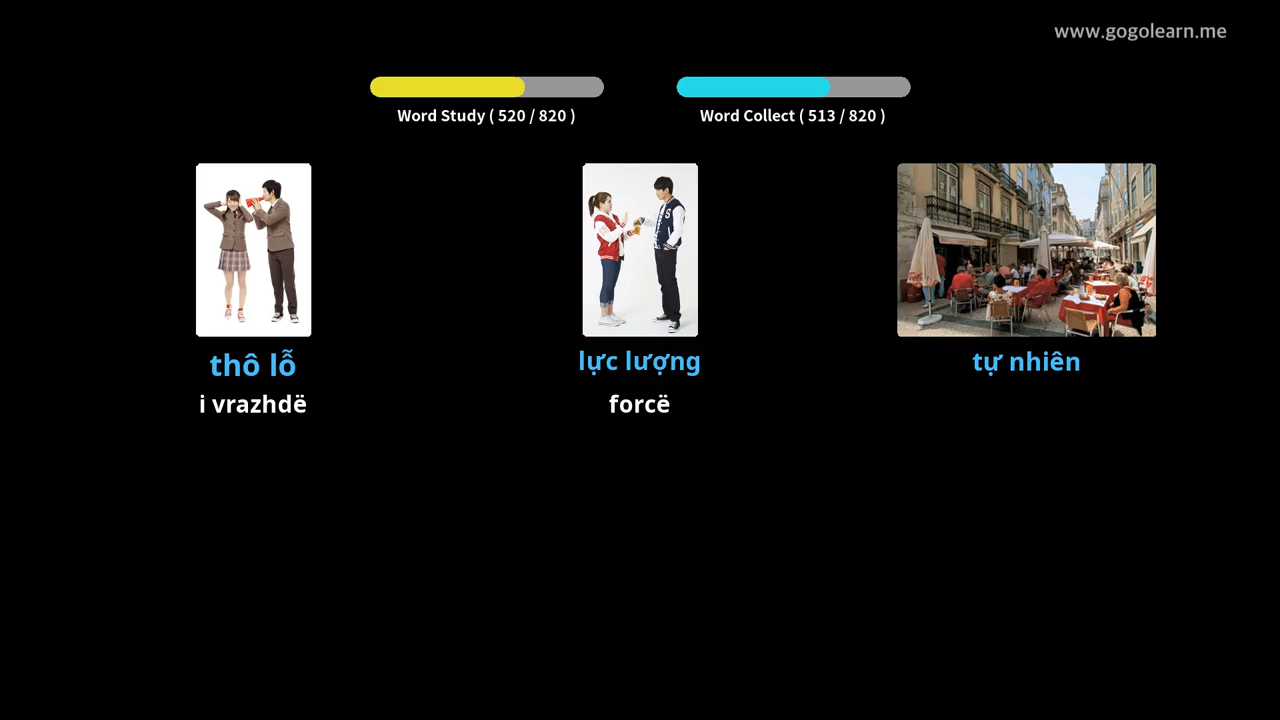 www.gogolearn.me
Word Study ( 520 / 820 )
Word Collect ( 513 / 820 )
thô lỗ
lực lượng
tự nhiên
i vrazhdë
forcë